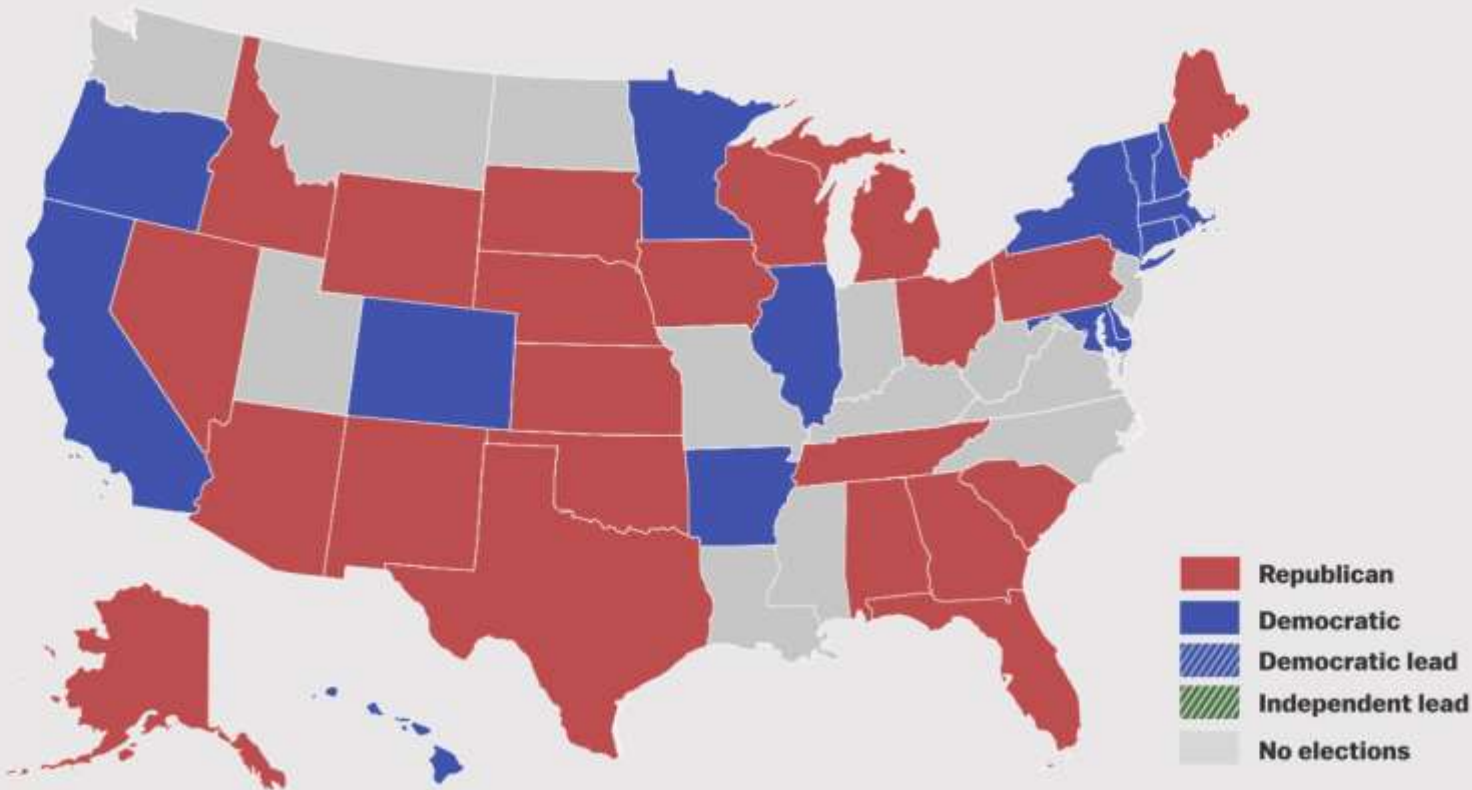 Republican
Democratic
Democratic lead
Independent lead
No elections